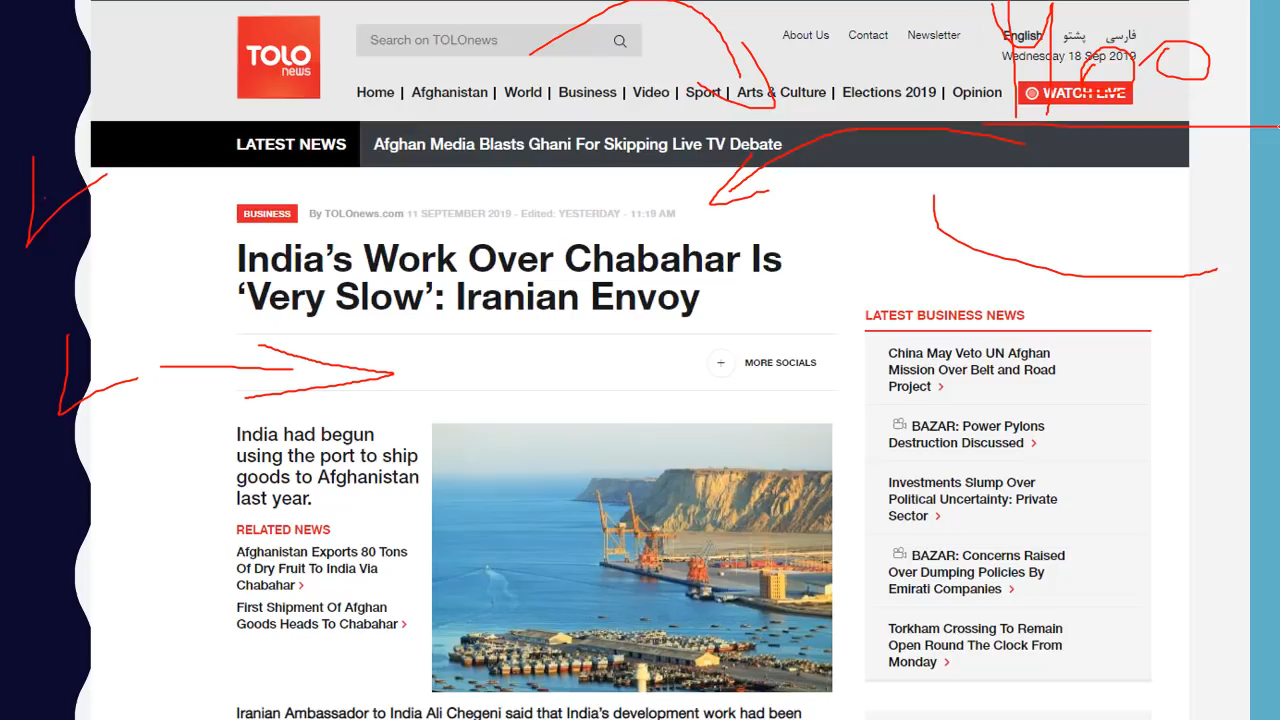 TOLO
news
Search on TOLOnews
About Us Contact Newsletter
English پښتو فارسی
Wednesday 18 Sep 2019
Home | Afghanistan | World | Business | Video | Sport | Arts & Culture | Elections 2019 | Opinion
WATCH LIVE
LATEST NEWS Afghan Media Blasts Ghani For Skipping Live TV Debate
BUSINESS By TOLOnews.com 11 SEPTEMBER 2019 - Edited: YESTERDAY - 11:19 AM
India's Work Over Chabahar Is
'Very Slow': Iranian Envoy
+ MORE SOCIALS
India had begun
using the port to ship
goods to Afghanistan
last year.
RELATED NEWS
Afghanistan Exports 80 Tons
Of Dry Fruit To India Via
Chabahar >
First Shipment Of Afghan
Goods Heads To Chabahar >
Iranian Ambassador to India Ali Chegeni said that India's development work had been
LATEST BUSINESS NEWS
China May Veto UN Afghan
Mission Over Belt and Road
Project >
BAZAR: Power Pylons
Destruction Discussed >
Investments Slump Over
Political Uncertainty: Private
Sector >
BAZAR: Concerns Raised
Over Dumping Policies By
Emirati Companies >
Torkham Crossing To Remain
Open Round The Clock From
Monday >